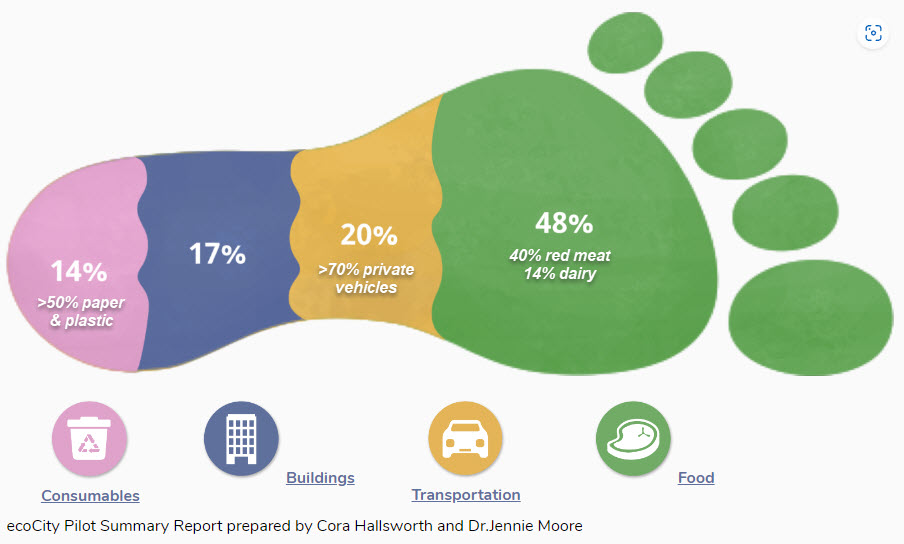 48%
40% red meat
14% dairy
20%
>70% private
vehicles
17%
14%
>50% paper
& plastic
Consumables
Buildings
Transportation
Food
ecoCity Pilot Summary Report prepared by Cora Hallsworth and Dr.Jennie Moore